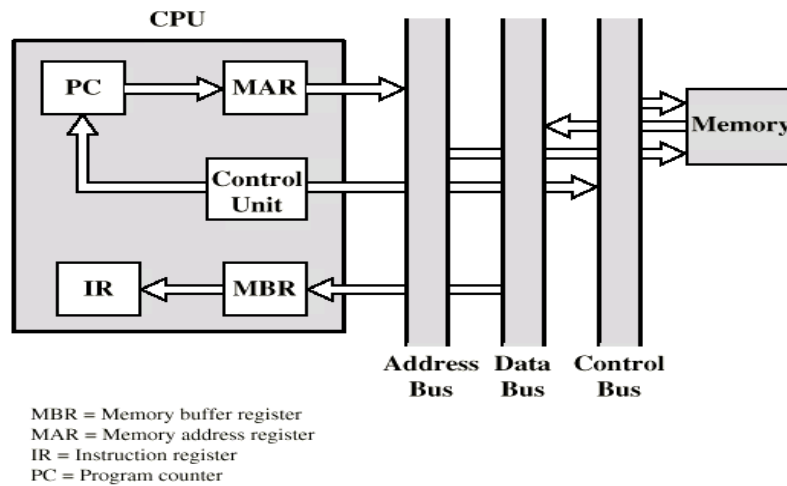 CPU
PC
MAR
Memory
Control
Unit
IR
MBR
Address
Bus
Data
Bus
Control
Bus
MBR = Memory buffer register
MAR = Memory address register
IR = Instruction register
PC = Program counter